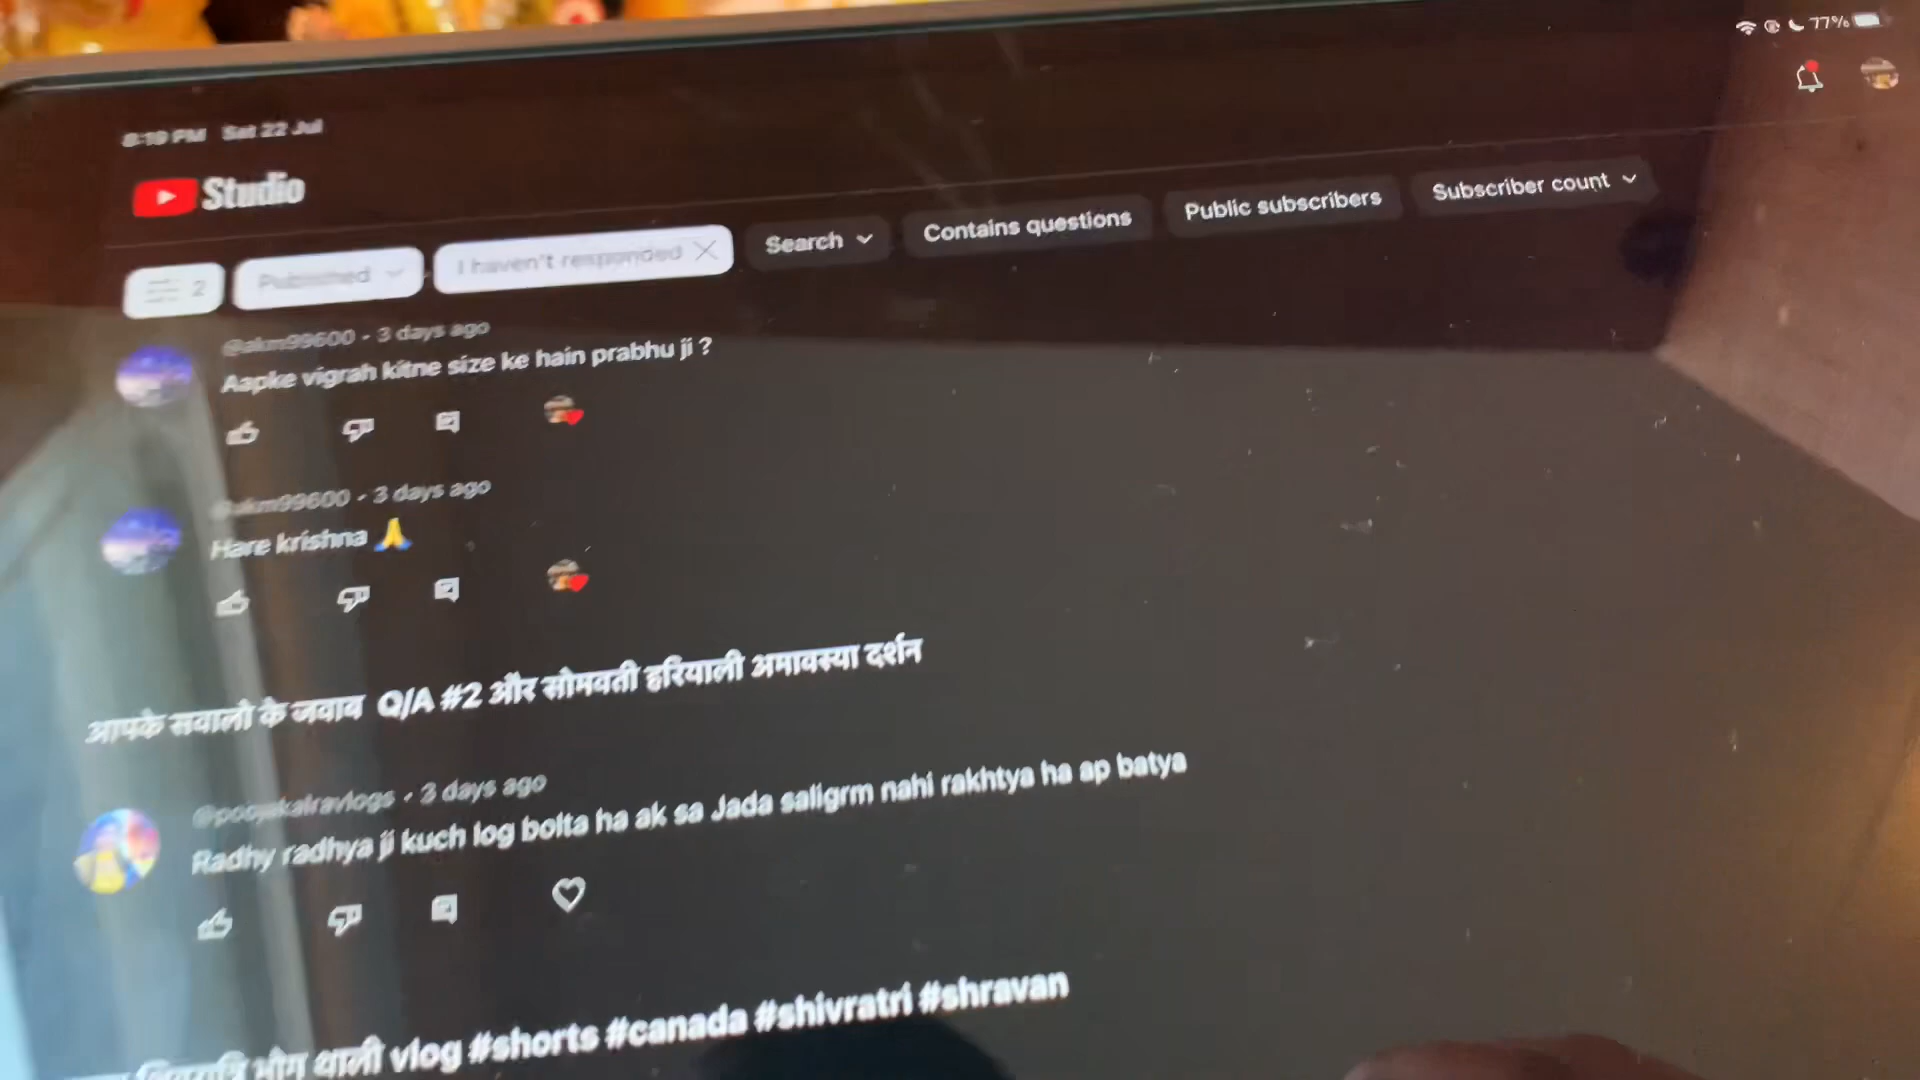 77%
8:19 PM Sat 22 Jul
Studio
2 Published I haven't responded Search Contains questions Public subscribers Subscriber count
@akm99600 • 3 days ago
Aapke vigrah kitne size ke hain prabhu ji ?
@akm99600 • 3 days ago
Hare krishna 🙏
आपके सवालो के जवाब Q/A #2 और सोमवती हरियाली अमावस्या दर्शन
@poojakalravlogs • 3 days ago
Radhy radhya ji kuch log bolta ha ak sa Jada saligrm nahi rakhtya ha ap batya
शिवरात्रि भोग थाली vlog #shorts #canada #shivratri #shravan